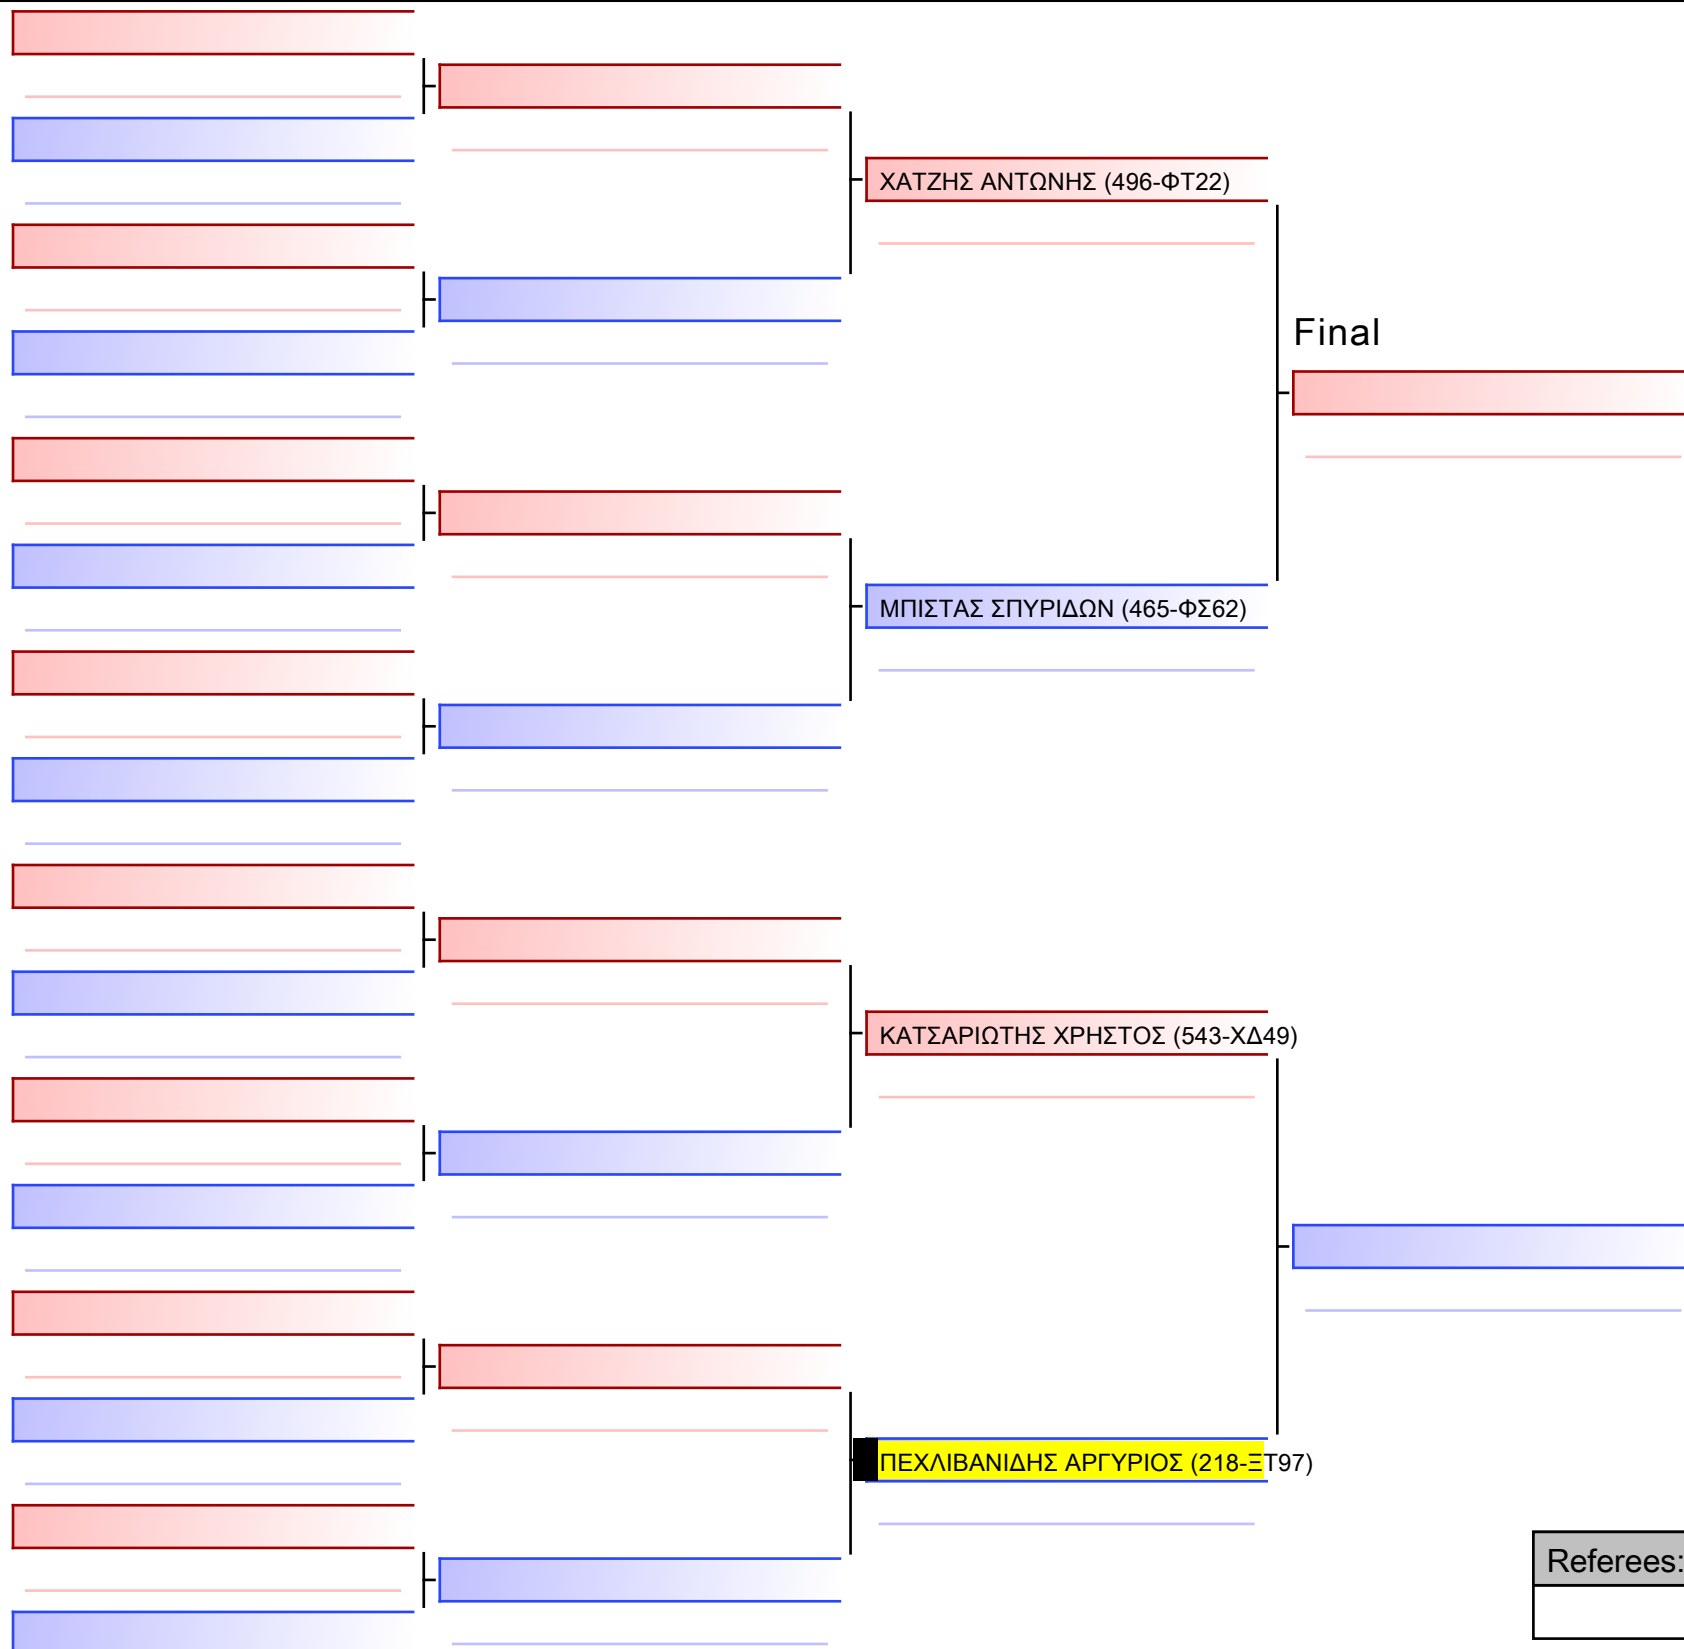 ΧΑΤΖΗΣ ΑΝΤΩΝΗΣ (496-ΦΤ22)
Final
ΜΠΙΣΤΑΣ ΣΠΥΡΙΔΩΝ (465-ΦΣ62)
ΚΑΤΣΑΡΙΩΤΗΣ ΧΡΗΣΤΟΣ (543-ΧΔ49)
ΠΕΧΛΙΒΑΝΙΔΗΣ ΑΡΓΥΡΙΟΣ (218-ΞΤ97)
Referees: